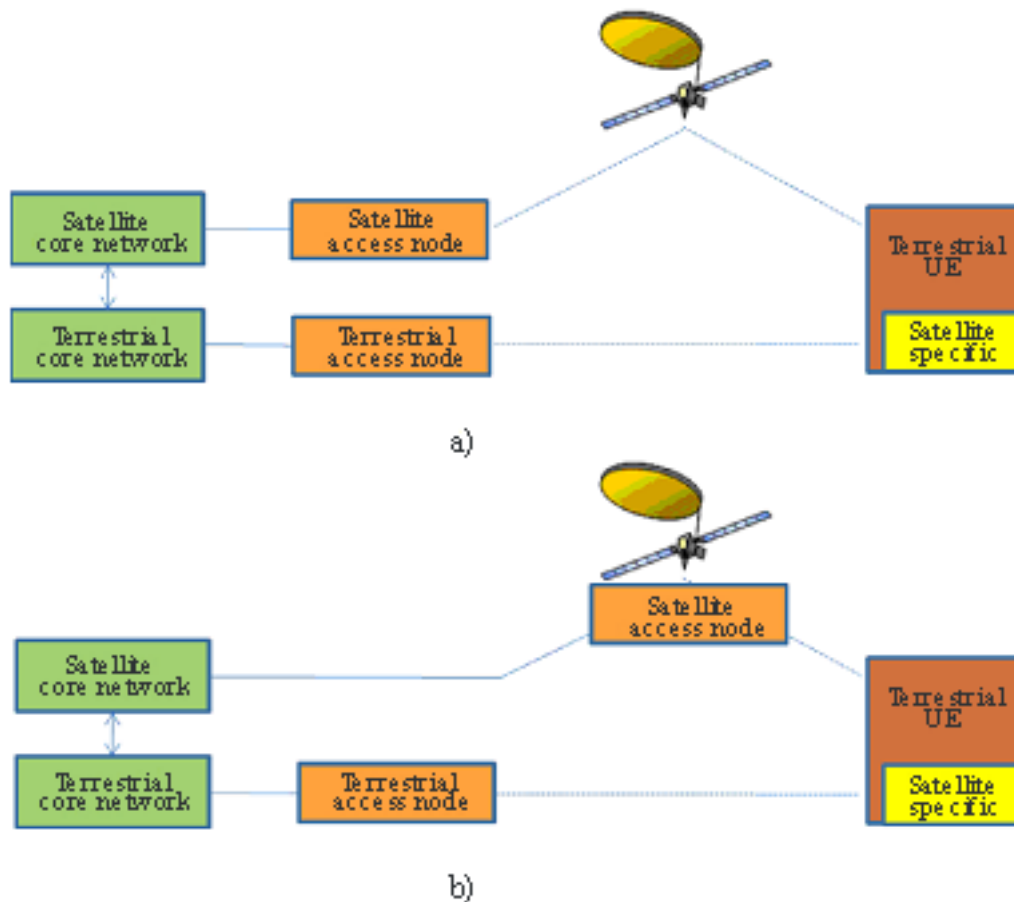 Satellite
core network
Satellite
access node
Terrestrial
UE
Satellite
specific
Terrestrial
core network
Terrestrial
access node
a)
Satellite
access node
Satellite
core network
Terrestrial
UE
Satellite
specific
Terrestrial
core network
Terrestrial
access node
b)